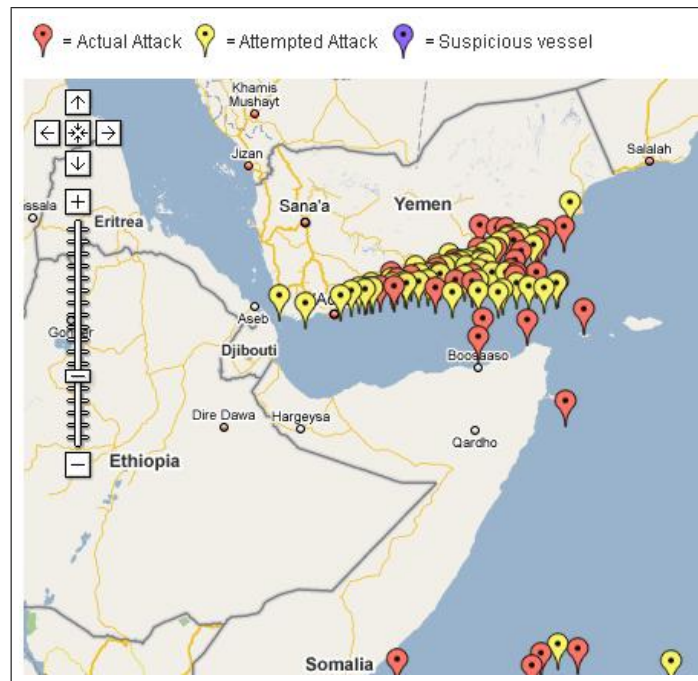 = Actual Attack = Attempted Attack = Suspicious vessel
Khamis
Mushayt
Jizan
Salalah
Sana'a
Yemen
Eritrea
Aseb
Djibouti
Boosaaso
Dire Dawa
Hargeysa
Qardho
Ethiopia
Somalia